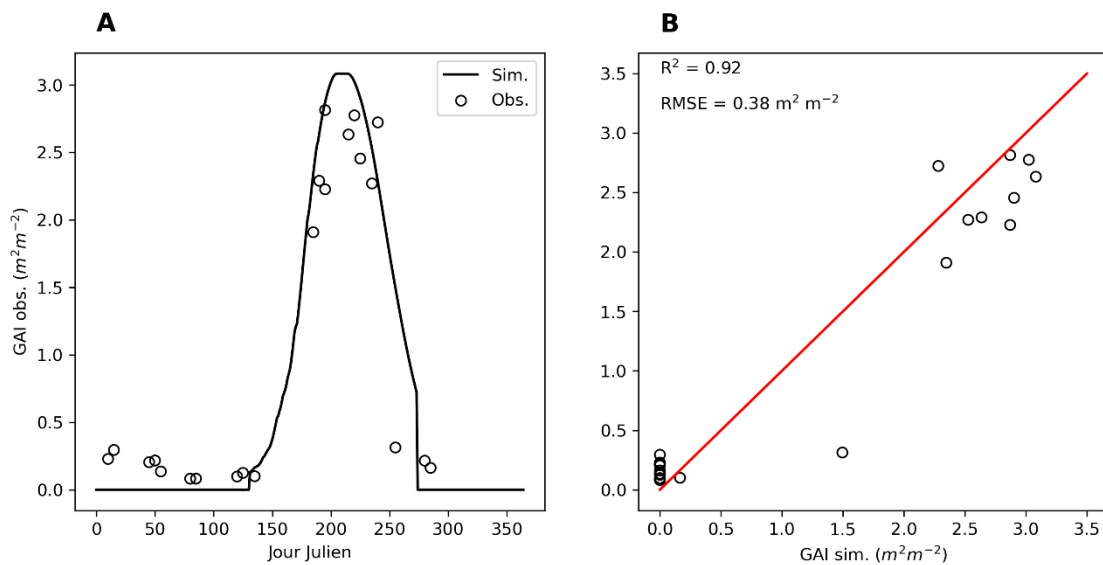 A
GAI obs. (m²m⁻²)
3.0
2.5
2.0
1.5
1.0
0.5
0.0
Sim.
Obs.
0 50 100 150 200 250 300 350
Jour Julien
B
R² = 0.92
RMSE = 0.38 m² m⁻²
3.5
3.0
2.5
2.0
1.5
1.0
0.5
0.0
0.0 0.5 1.0 1.5 2.0 2.5 3.0 3.5
GAI sim. (m²m⁻²)